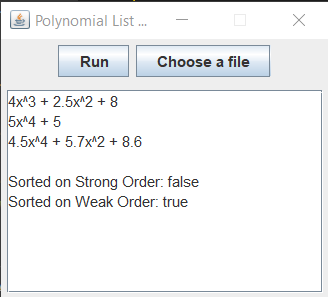 Polynomial List ...
Run Choose a file
4x^3 + 2.5x^2 + 8
5x^4 + 5
4.5x^4 + 5.7x^2 + 8.6
Sorted on Strong Order: false
Sorted on Weak Order: true